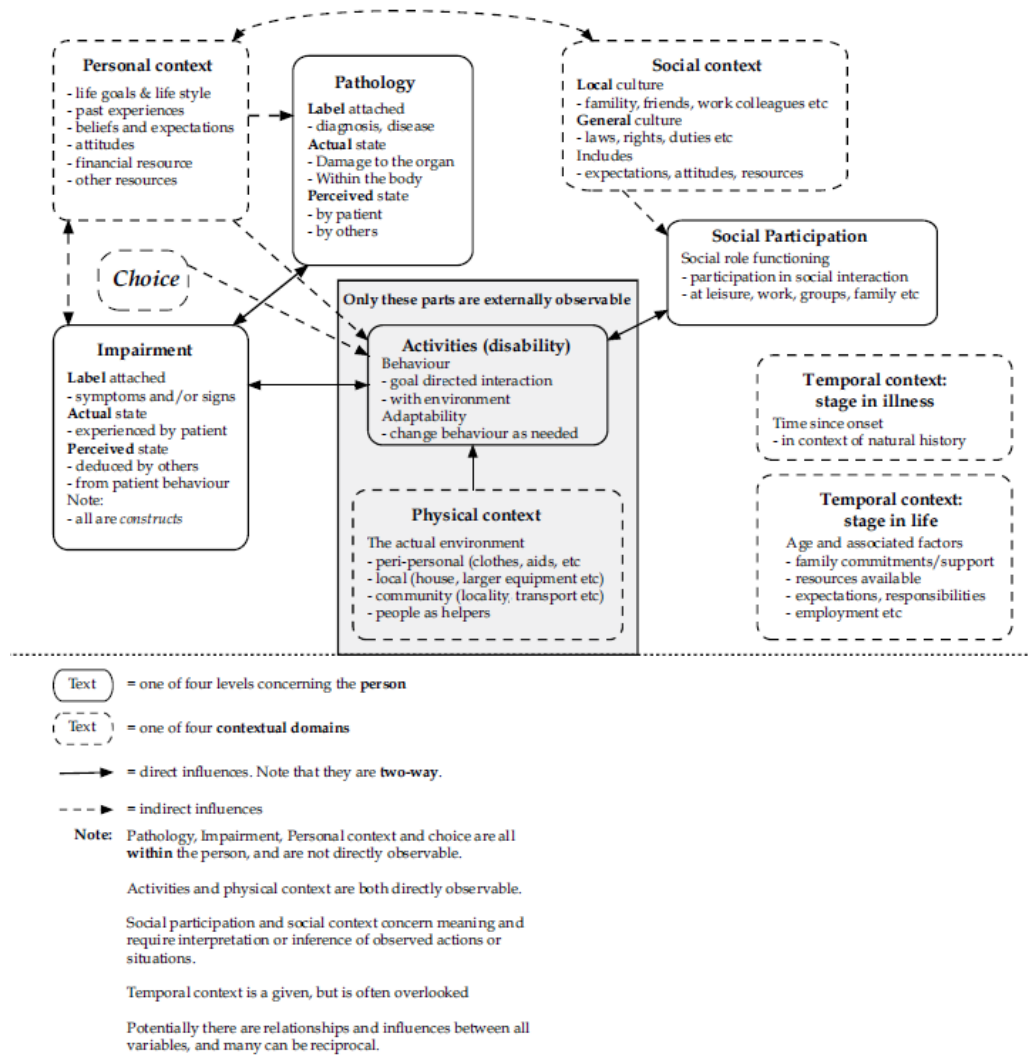 Personal context
- life goals & life style
- past experiences
- beliefs and expectations
- attitudes
- financial resource
- other resources
Pathology
Label attached
- diagnosis, disease
Actual state
- Damage to the organ
- Within the body
Perceived state
- by patient
- by others
Social context
Local culture
- famility, friends, work colleagues etc
General culture
- laws, rights, duties etc
Includes
- expectations, attitudes, resources
Social Participation
Social role functioning
- participation in social interaction
- at leisure, work, groups, family etc
Choice
Only these parts are externally observable
Impairment
Label attached
- symptoms and/or signs
Actual state
- experienced by patient
Perceived state
- deduced by others
- from patient behaviour
Note:
- all are constructs
Activities (disability)
Behaviour
- goal directed interaction
- with environment
Adaptability
- change behaviour as needed
Temporal context:
stage in illness
Time since onset
- in context of natural history
Physical context
The actual environment
- peri-personal (clothes, aids, etc
- local (house, larger equipment etc)
- community (locality, transport etc)
- people as helpers
Temporal context:
stage in life
Age and associated factors
- family commitments/support
- resources available
- expectations, responsibilities
- employment etc
Text = one of four levels concerning the person
Text = one of four contextual domains
= direct influences. Note that they are two-way.
= indirect influences
Note: Pathology, Impairment, Personal context and choice are all
within the person, and are not directly observable.
Activities and physical context are both directly observable.
Social participation and social context concern meaning and
require interpretation or inference of observed actions or
situations.
Temporal context is a given, but is often overlooked
Potentially there are relationships and influences between all
variables, and many can be reciprocal.